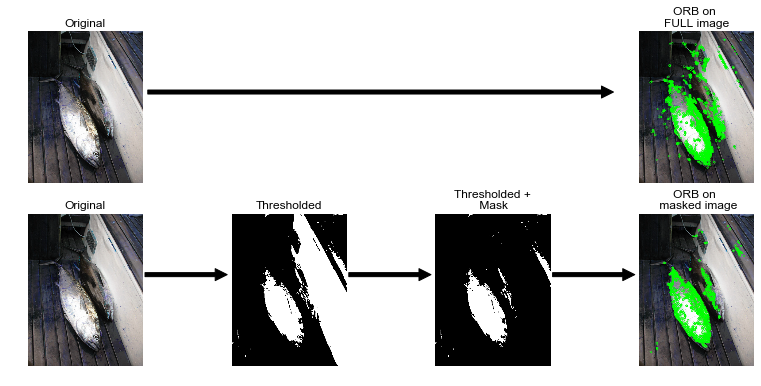 Original
ORB on
FULL image
Original
Thresholded
Thresholded +
Mask
ORB on
masked image